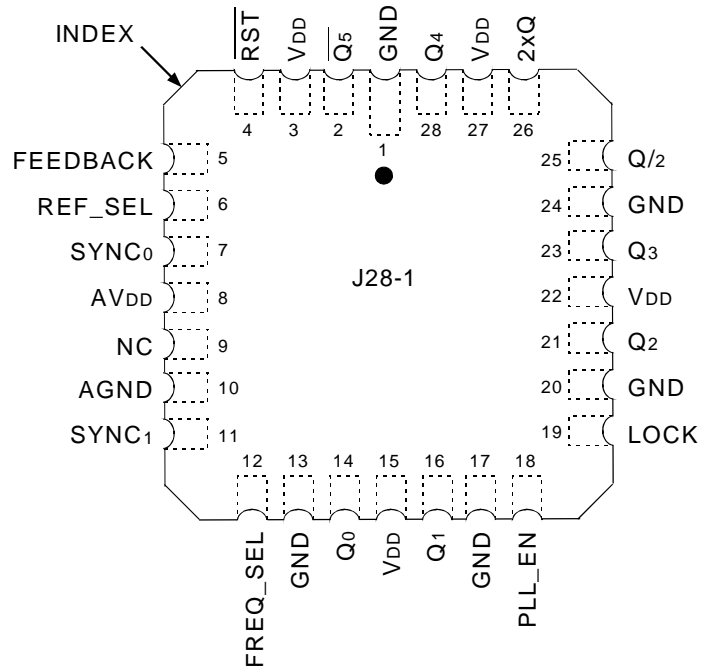 INDEX
R̅S̅T̅
VDD
Q̅5
GND
Q4
VDD
2xQ
4
3
2
1
28
27
26
FEEDBACK 5
REF_SEL 6
SYNC0 7
AVDD 8
NC 9
AGND 10
SYNC1 11
J28-1
25 Q/2
24 GND
23 Q3
22 VDD
21 Q2
20 GND
19 LOCK
12
13
14
15
16
17
18
FREQ_SEL
GND
Q0
VDD
Q1
GND
PLL_EN